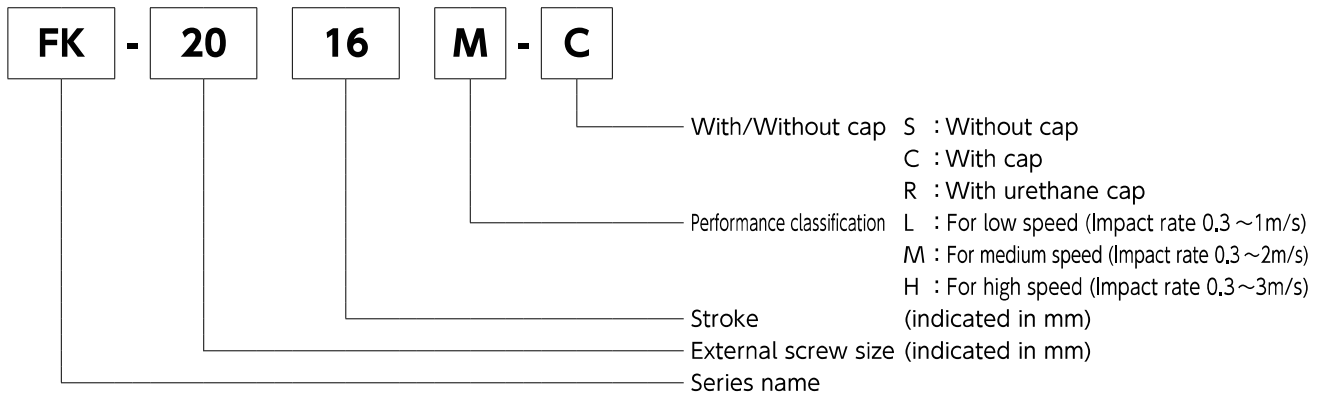 FK - 20 16 M - C
With/Without cap S : Without cap
C : With cap
R : With urethane cap
Performance classification L : For low speed (Impact rate 0.3～1m/s)
M : For medium speed (Impact rate 0.3～2m/s)
H : For high speed (Impact rate 0.3～3m/s)
Stroke (indicated in mm)
External screw size (indicated in mm)
Series name